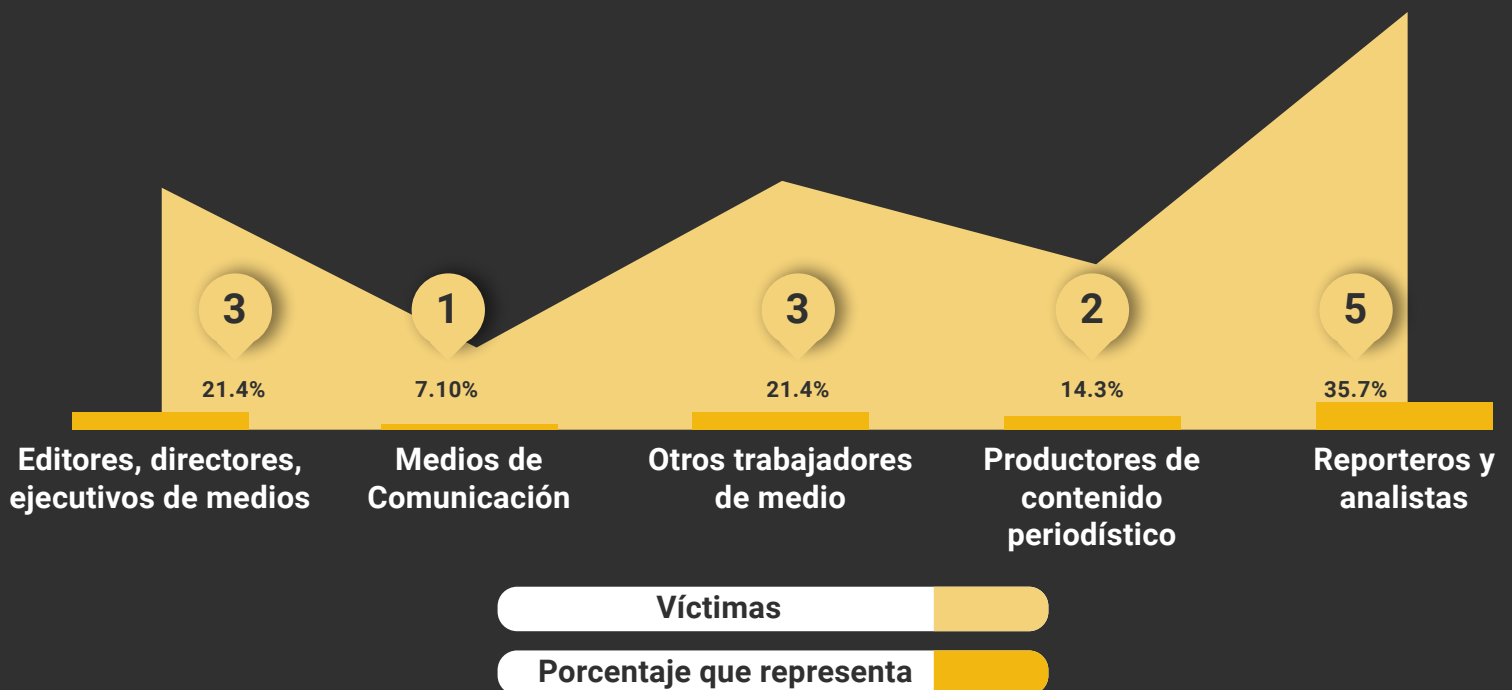 3
1
3
2
5
21.4%
7.10%
21.4%
14.3%
35.7%
Editores, directores,
ejecutivos de medios
Medios de
Comunicación
Otros trabajadores
de medio
Productores de
contenido
periodístico
Reporteros y
analistas
Víctimas
Porcentaje que representa